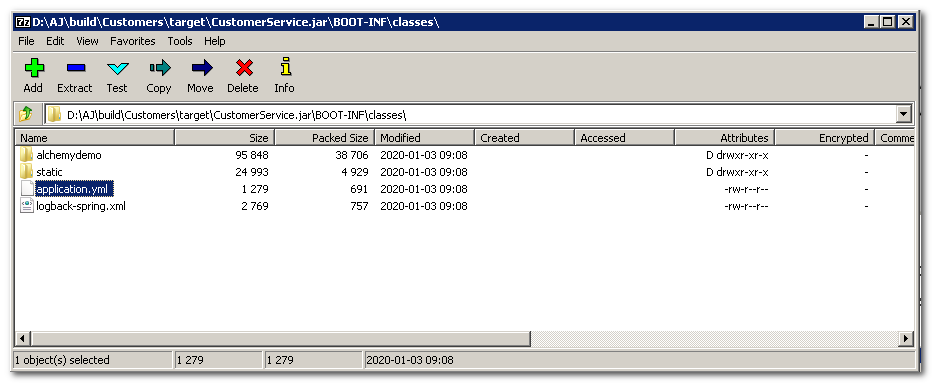 7z D:\AJ\build\Customers\target\CustomerService.jar\BOOT-INF\classes\
File Edit View Favorites Tools Help
Add Extract Test Copy Move Delete Info
D:\AJ\build\Customers\target\CustomerService.jar\BOOT-INF\classes\
Name Size Packed Size Modified Created Accessed Attributes Encrypted Comme
alchemydemo 95 848 38 706 2020-01-03 09:08 D drwxr-xr-x -
static 24 993 4 929 2020-01-03 09:08 D drwxr-xr-x -
application.yml 1 279 691 2020-01-03 09:08 -rw-r--r-- -
logback-spring.xml 2 769 757 2020-01-03 09:08 -rw-r--r-- -
1 object(s) selected 1 279 1 279 2020-01-03 09:08